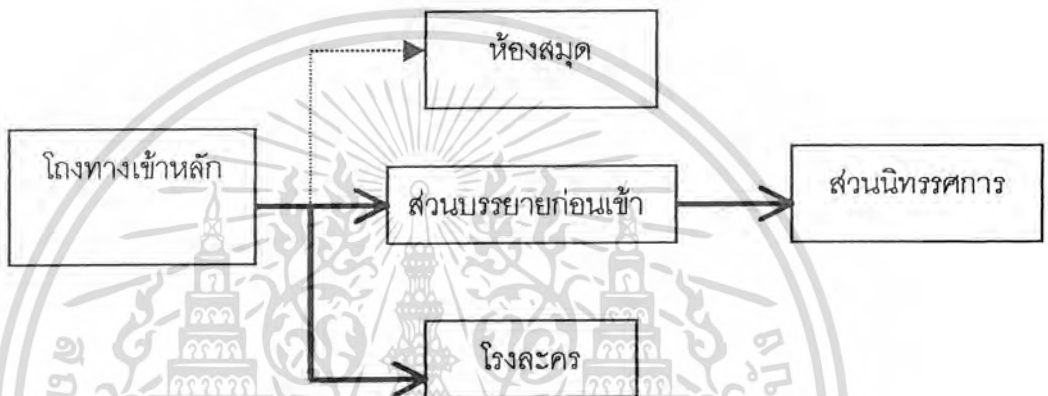 ห้องสมุด
โถงทางเข้าหลัก
ส่วนบรรยายก่อนเข้า
ส่วนนิทรรศการ
โรงละคร